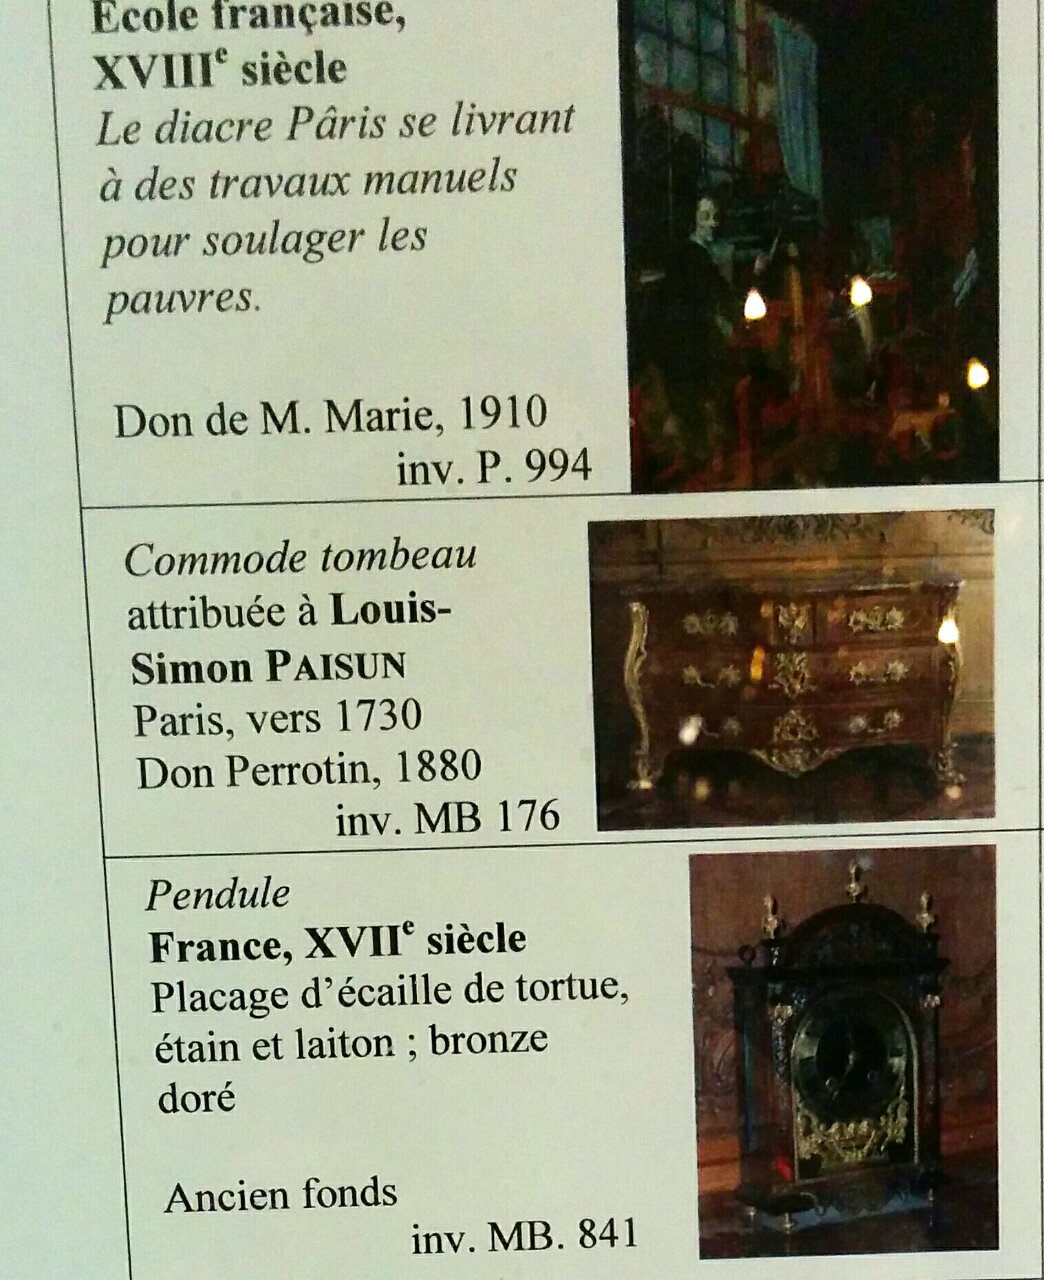 École française,
XVIIIe siècle
Le diacre Pâris se livrant
à des travaux manuels
pour soulager les
pauvres.
Don de M. Marie, 1910
inv. P. 994
Commode tombeau
attribuée à Louis-
Simon PAISUN
Paris, vers 1730
Don Perrotin, 1880
inv. MB 176
Pendule
France, XVIIe siècle
Placage d’écaille de tortue,
étain et laiton ; bronze
doré
Ancien fonds
inv. MB. 841